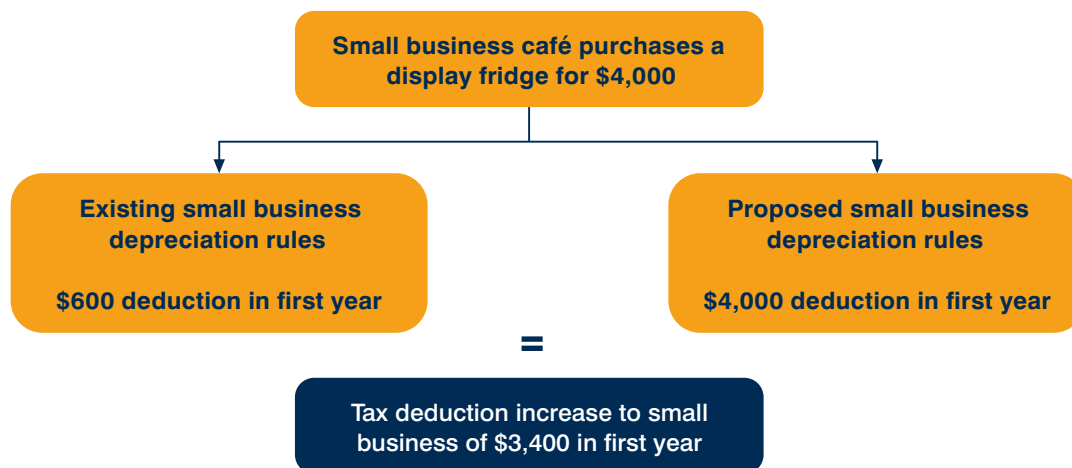 Small business café purchases a
display fridge for $4,000
Existing small business
depreciation rules
$600 deduction in first year
Proposed small business
depreciation rules
$4,000 deduction in first year
=
Tax deduction increase to small
business of $3,400 in first year